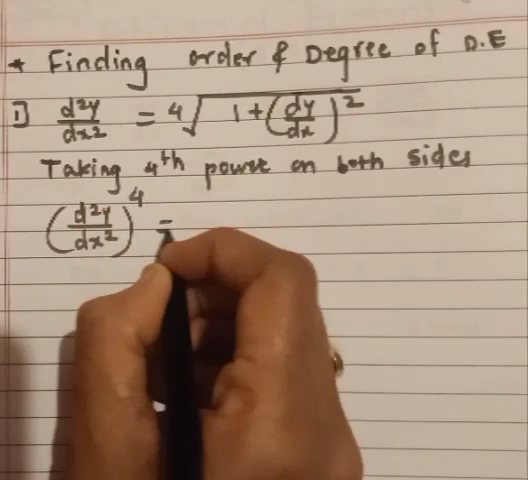 * Finding order & Degree of D.E
1) d²y/dx² = ⁴√(1+(dy/dx)²)
Taking 4th power on both sides
(d²y/dx²)⁴ =